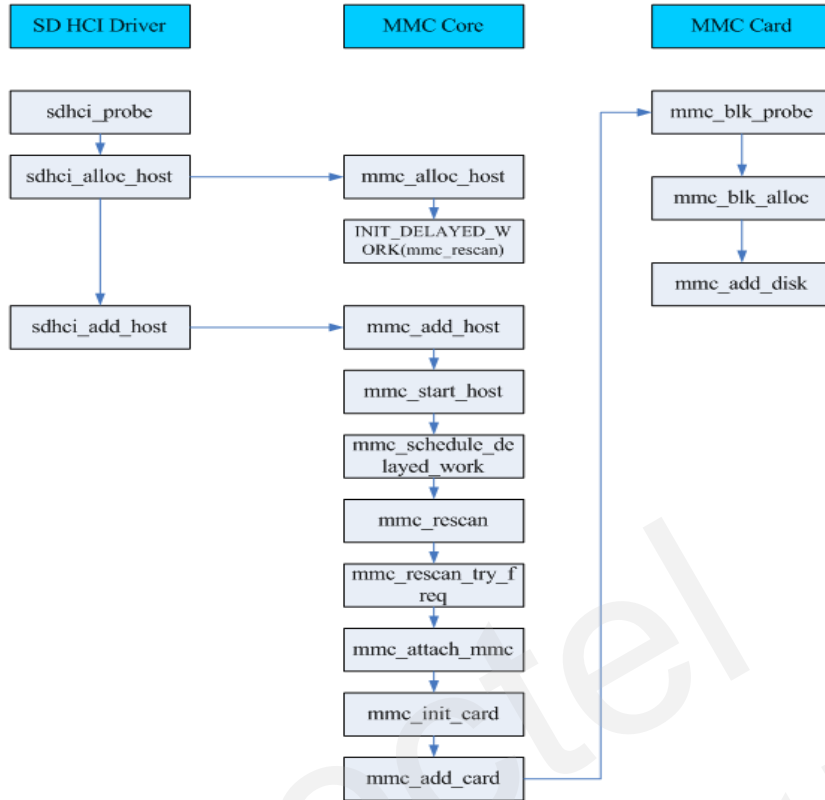 SD HCI Driver
MMC Core
MMC Card
sdhci_probe
mmc_blk_probe
sdhci_alloc_host
mmc_alloc_host
mmc_blk_alloc
INIT_DELAYED_W
ORK(mmc_rescan)
mmc_add_disk
sdhci_add_host
mmc_add_host
mmc_start_host
mmc_schedule_de
layed_work
mmc_rescan
mmc_rescan_try_f
req
mmc_attach_mmc
mmc_init_card
mmc_add_card